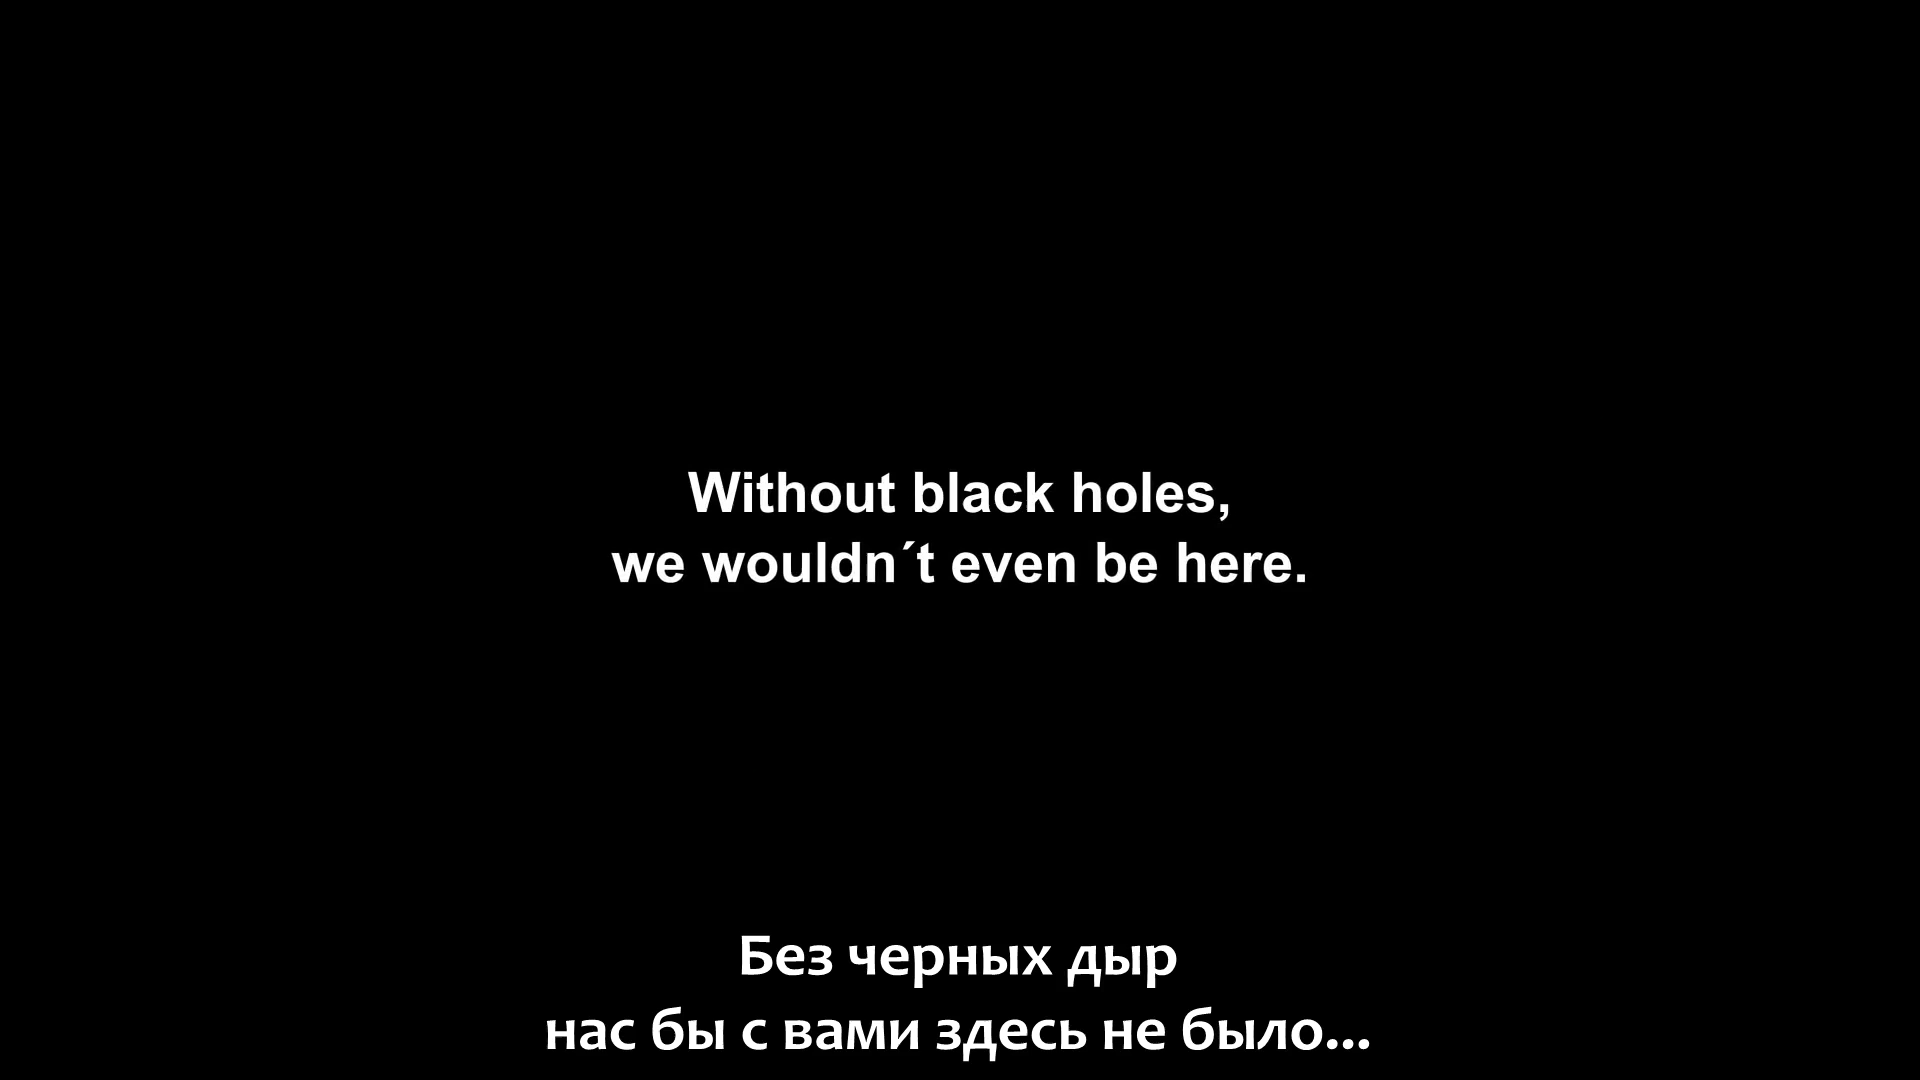 Without black holes,
we wouldn´t even be here.
Без черных дыр
нас бы с вами здесь не было...